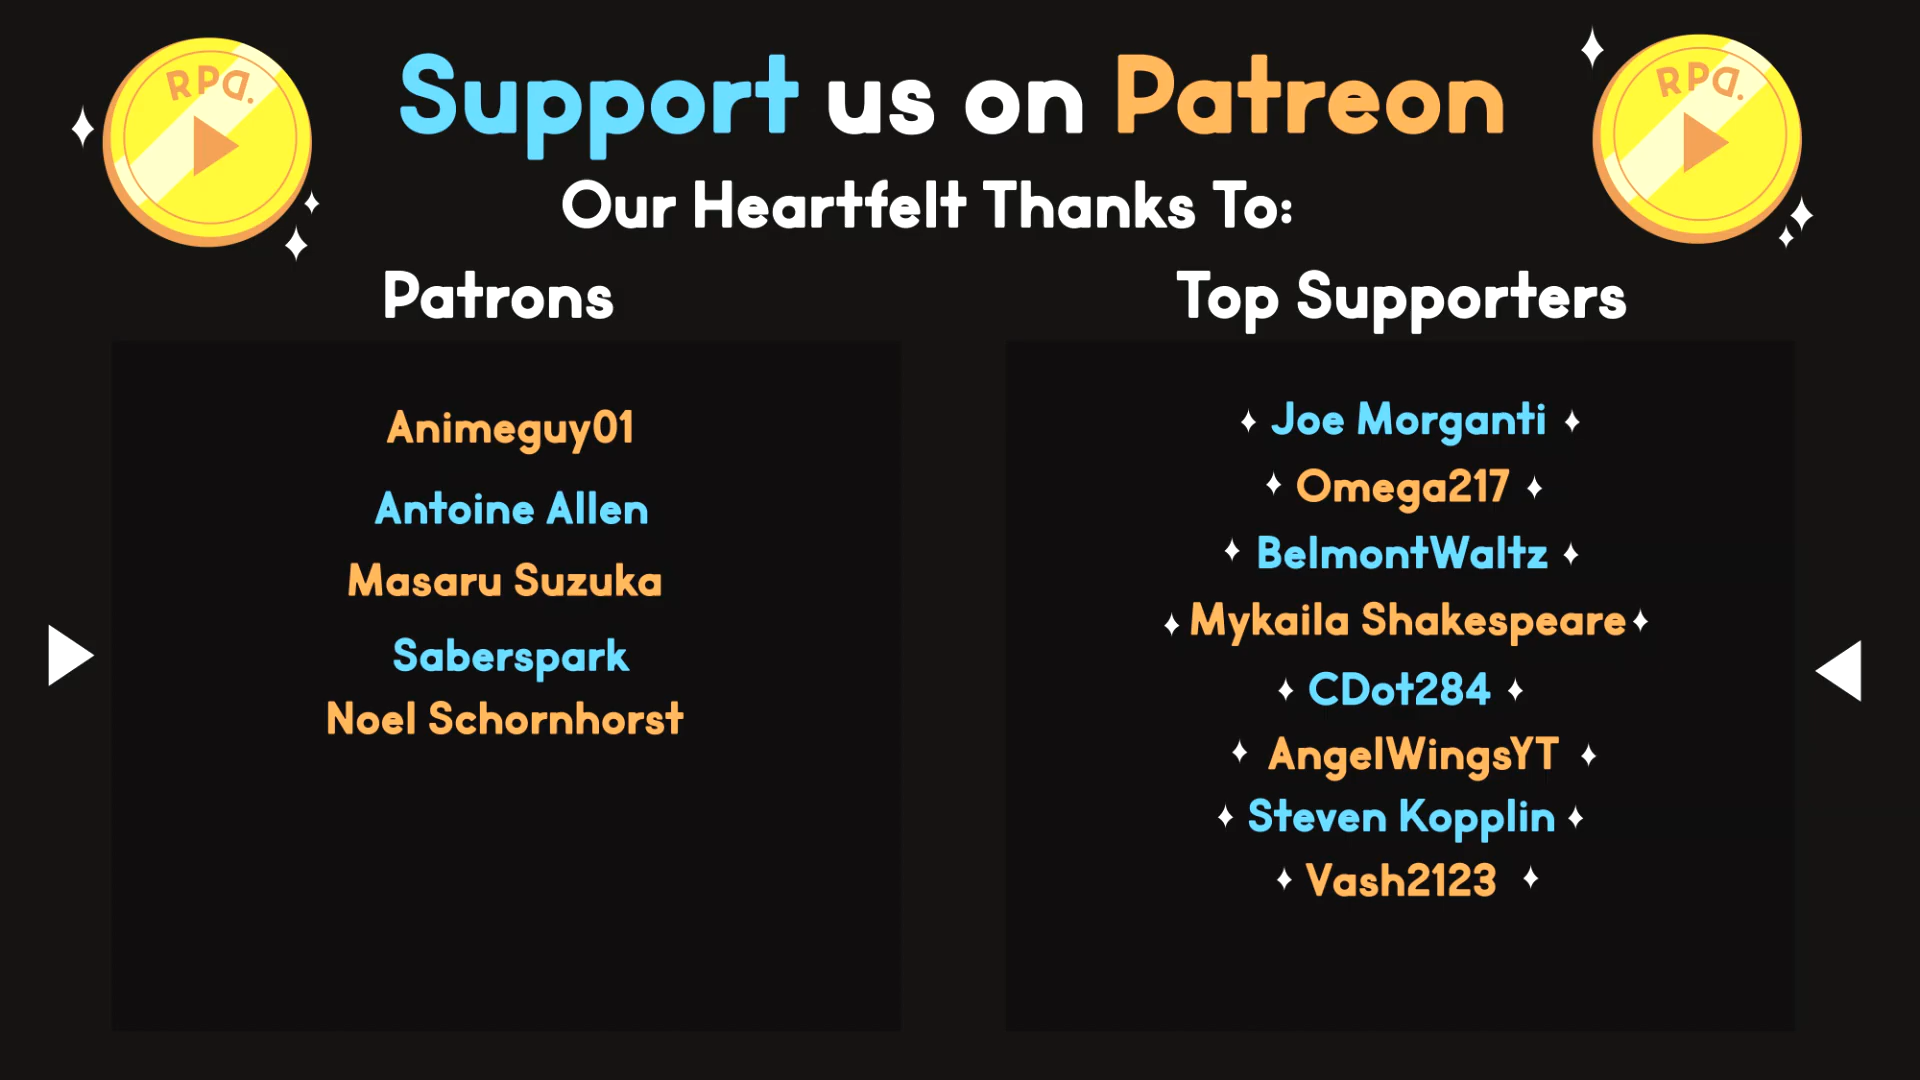 RPG.
RPG.
Support us on Patreon
Our Heartfelt Thanks To:
Patrons
Animeguy01
Antoine Allen
Masaru Suzuka
Saberspark
Noel Schornhorst
Top Supporters
Joe Morganti
Omega217
BelmontWaltz
Mykaila Shakespeare
CDot284
AngelWingsYT
Steven Kopplin
Vash2123